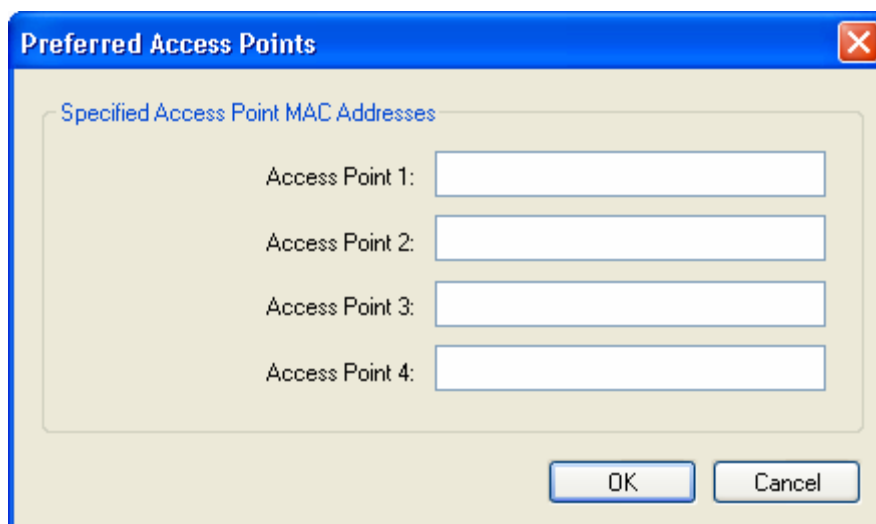 Preferred Access Points
Specified Access Point MAC Addresses
Access Point 1:
Access Point 2:
Access Point 3:
Access Point 4:
OK Cancel